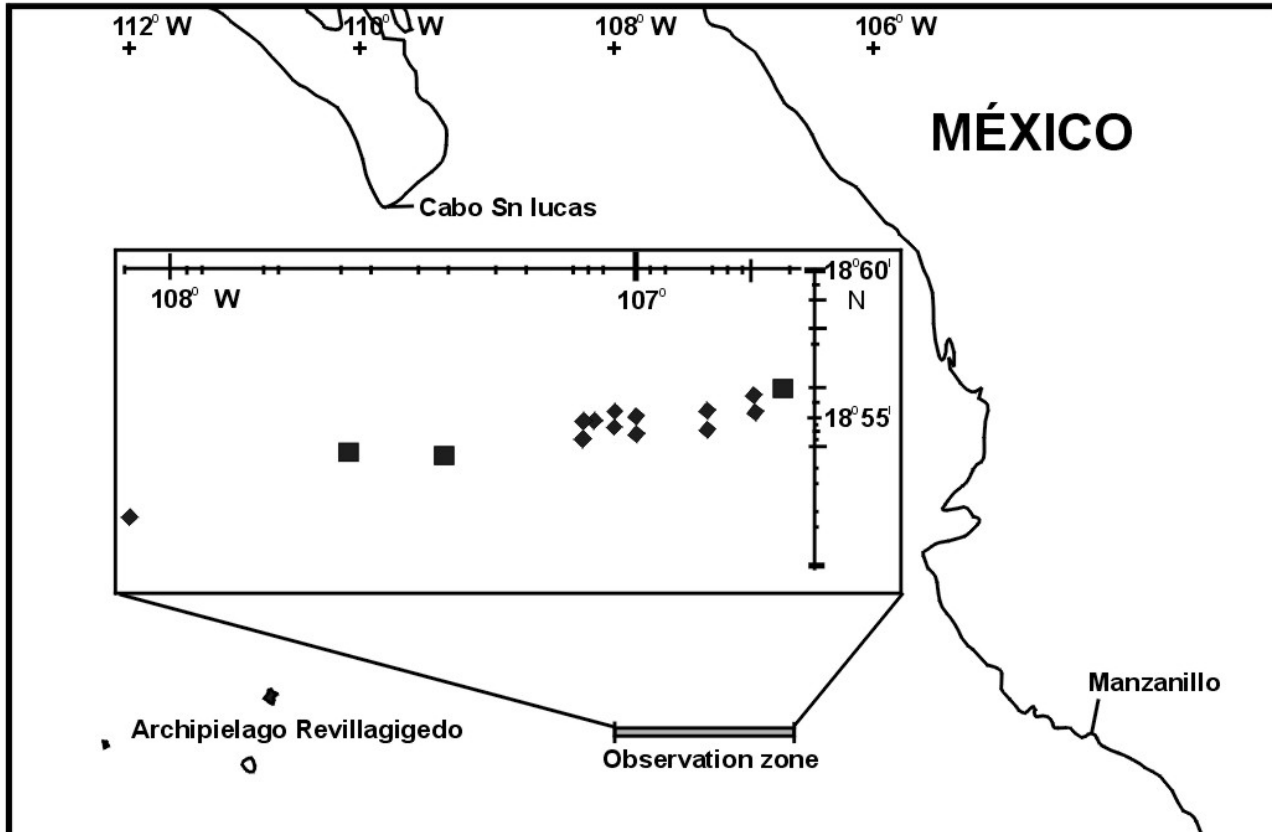 112° W 110° W 108° W 106° W
MÉXICO
Cabo Sn lucas
18°60'
108° W 107° N
18°55'
Manzanillo
Archipielago Revillagigedo
Observation zone